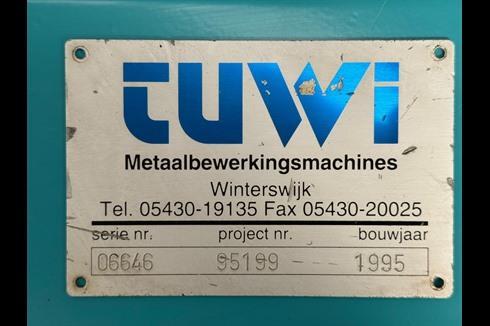 tuwi
Metaalbewerkingsmachines
Winterswijk
Tel. 05430-19135 Fax 05430-20025
serie nr. project nr. bouwjaar
06646 95199 1995